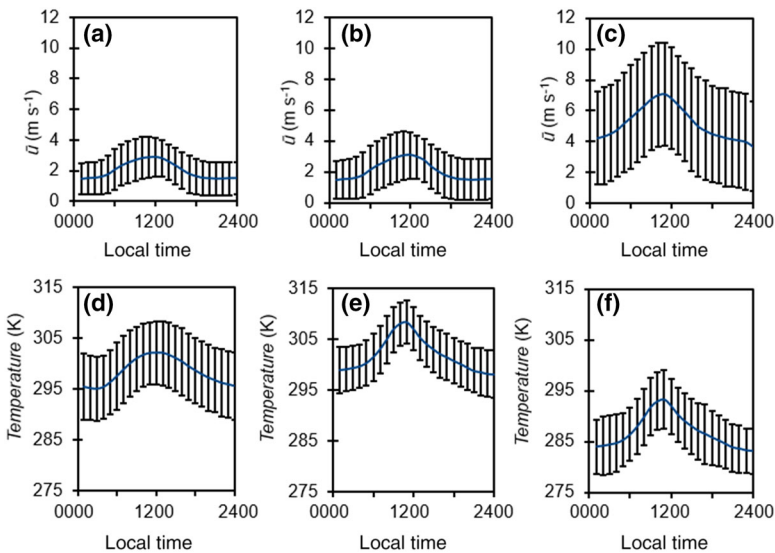 (a) (b) (c)
12 12 12
10 10 10
8 8 8
6 6 6
4 4 4
2 2 2
0 0 0
ū (m s-1) ū (m s-1) ū (m s-1)
0000 1200 2400 0000 1200 2400 0000 1200 2400
Local time Local time Local time
(d) (e) (f)
315 315 315
305 305 305
295 295 295
285 285 285
275 275 275
Temperature (K) Temperature (K) Temperature (K)
0000 1200 2400 0000 1200 2400 0000 1200 2400
Local time Local time Local time